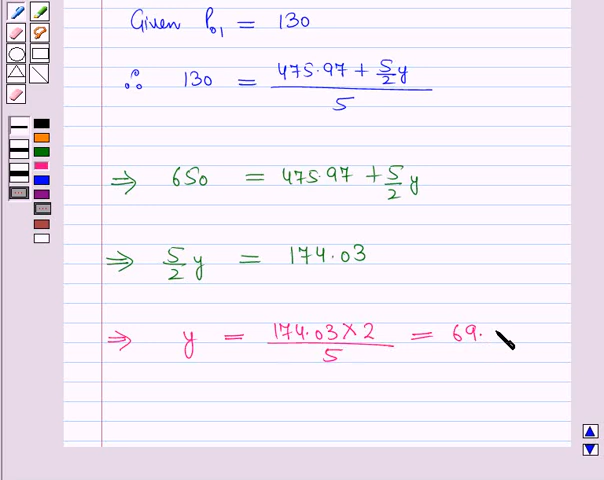 Given P₀₁ = 130
∴ 130 = (475.97 + 5/2 y)/5
⇒ 650 = 475.97 + 5/2 y
⇒ 5/2 y = 174.03
⇒ y = (174.03 × 2)/5 = 69.